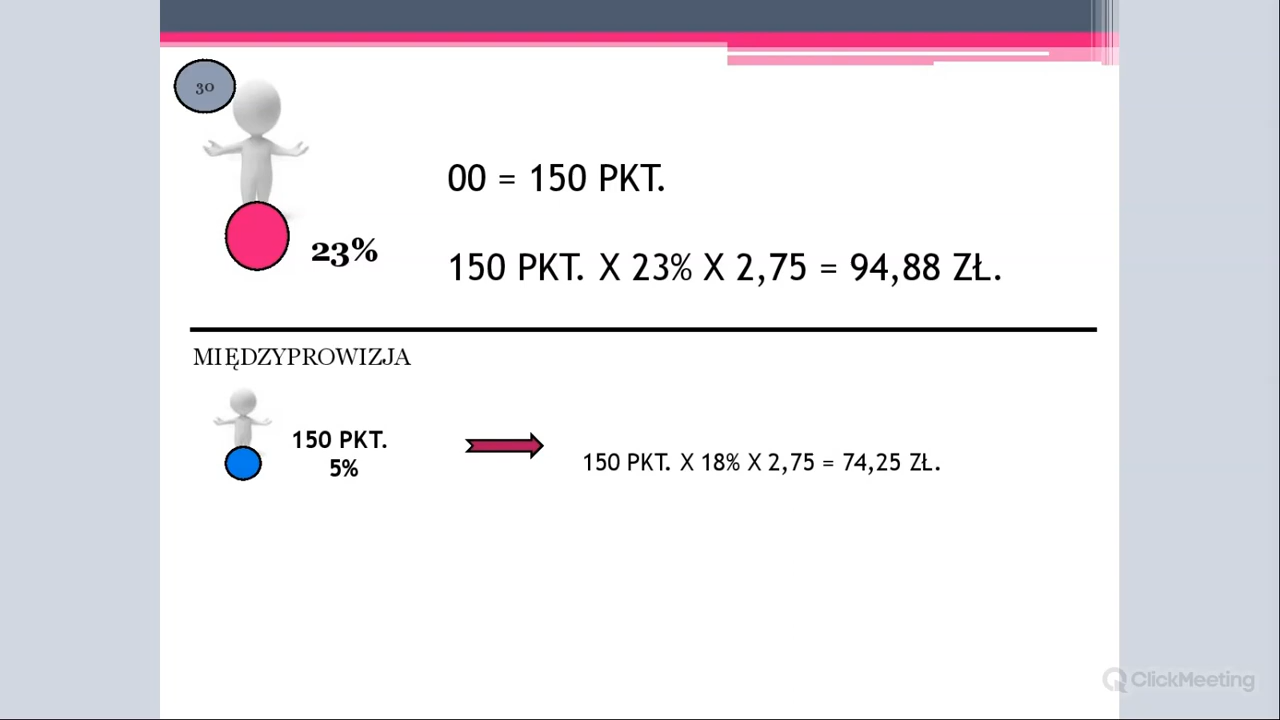 30
00 = 150 PKT.
23%
150 PKT. X 23% X 2,75 = 94,88 ZŁ.
MIĘDZYPROWIZJA
150 PKT.
5%
150 PKT. X 18% X 2,75 = 74,25 ZŁ.
ClickMeeting